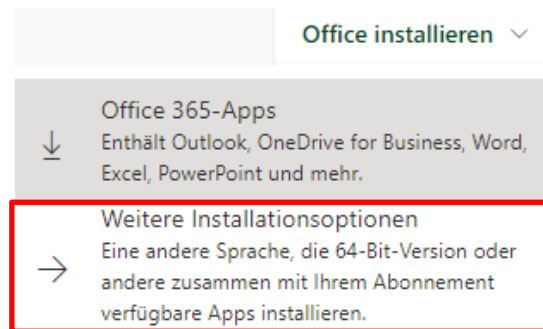 Office installieren
Office 365-Apps
Enthält Outlook, OneDrive for Business, Word,
Excel, PowerPoint und mehr.
Weitere Installationsoptionen
Eine andere Sprache, die 64-Bit-Version oder
andere zusammen mit Ihrem Abonnement
verfügbare Apps installieren.